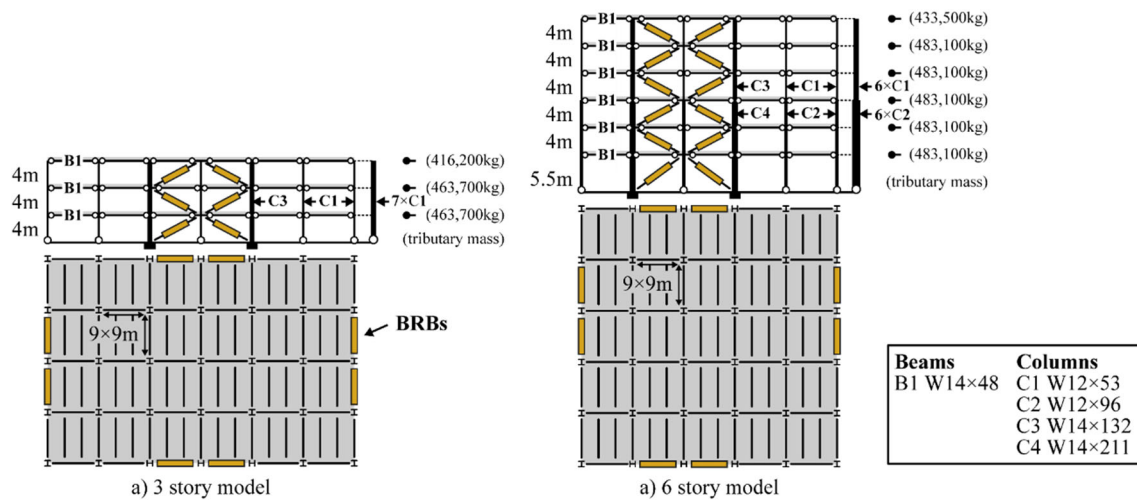 B1
4m
B1
4m
B1
4m
C3
C1
7×C1
(416,200kg)
(463,700kg)
(463,700kg)
(tributary mass)
9×9m
BRBs
a) 3 story model
B1
4m
B1
4m
B1
4m
B1
4m
B1
4m
B1
5.5m
C3
C1
6×C1
C4
C2
6×C2
(433,500kg)
(483,100kg)
(483,100kg)
(483,100kg)
(483,100kg)
(483,100kg)
(tributary mass)
9×9m
a) 6 story model
Beams
B1 W14×48
Columns
C1 W12×53
C2 W12×96
C3 W14×132
C4 W14×211